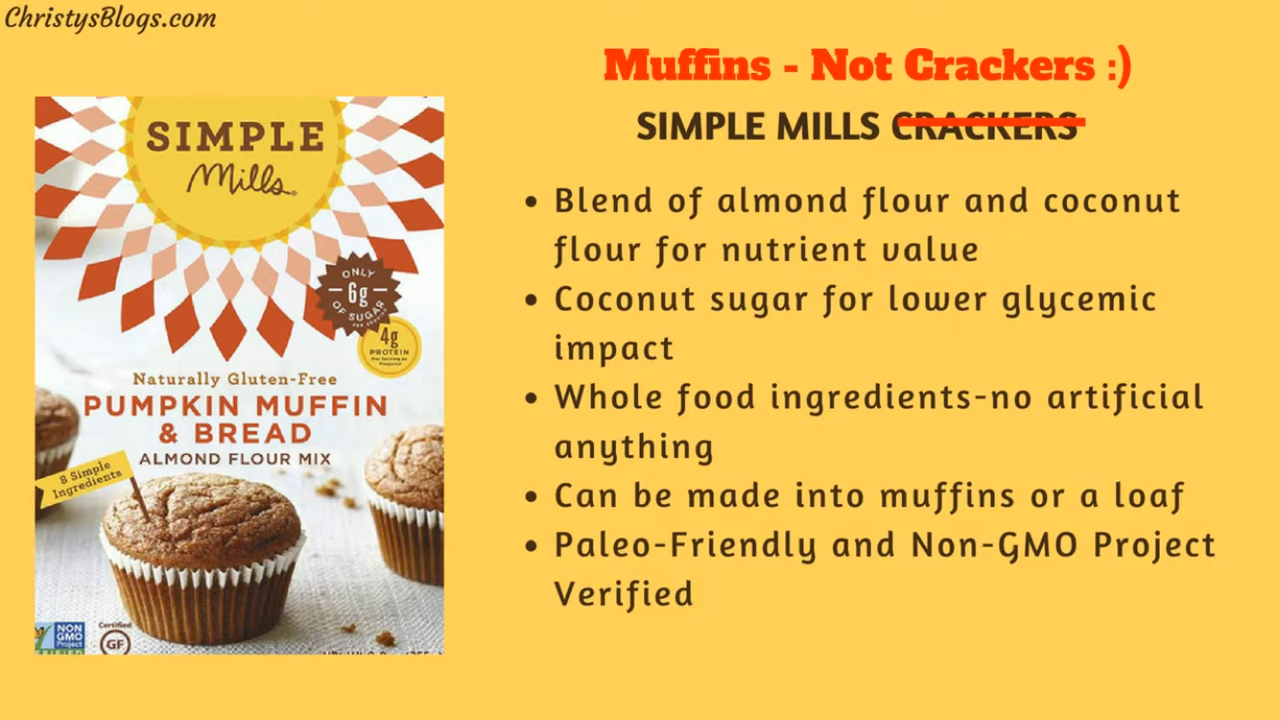 ChristysBlogs.com
Muffins - Not Crackers :)
SIMPLE MILLS CRACKERS
SIMPLE
Mills®
ONLY
6g
OF SUGAR
4g
PROTEIN
Naturally Gluten-Free
PUMPKIN MUFFIN
& BREAD
ALMOND FLOUR MIX
8 Simple
Ingredients
NON
GMO
Project
VERIFIED
Certified
GF
• Blend of almond flour and coconut
flour for nutrient value
• Coconut sugar for lower glycemic
impact
• Whole food ingredients-no artificial
anything
• Can be made into muffins or a loaf
• Paleo-Friendly and Non-GMO Project
Verified